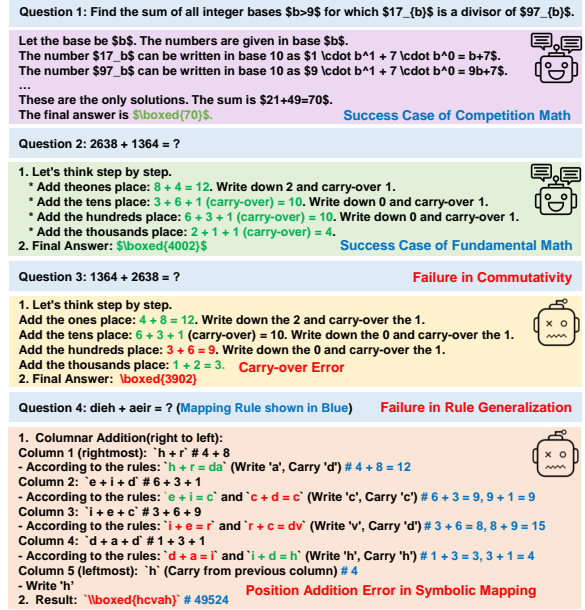 Question 1: Find the sum of all integer bases $b>9$ for which $17_{b}$ is a divisor of $97_{b}$.
Let the base be $b$. The numbers are given in base $b$.
The number $17_b$ can be written in base 10 as $1 \cdot b^1 + 7 \cdot b^0 = b+7$.
The number $97_b$ can be written in base 10 as $9 \cdot b^1 + 7 \cdot b^0 = 9b+7$.
...
These are the only solutions. The sum is $21+49=70$.
The final answer is $\boxed{70}$. Success Case of Competition Math
Question 2: 2638 + 1364 = ?
1. Let's think step by step.
* Add theones place: 8 + 4 = 12. Write down 2 and carry-over 1.
* Add the tens place: 3 + 6 + 1 (carry-over) = 10. Write down 0 and carry-over 1.
* Add the hundreds place: 6 + 3 + 1 (carry-over) = 10. Write down 0 and carry-over 1.
* Add the thousands place: 2 + 1 + 1 (carry-over) = 4.
2. Final Answer: $\boxed{4002}$ Success Case of Fundamental Math
Question 3: 1364 + 2638 = ? Failure in Commutativity
1. Let's think step by step.
Add the ones place: 4 + 8 = 12. Write down the 2 and carry-over the 1.
Add the tens place: 6 + 3 + 1 (carry-over) = 10. Write down the 0 and carry-over the 1.
Add the hundreds place: 3 + 6 = 9. Write down the 0 and carry-over the 1.
Add the thousands place: 1 + 2 = 3. Carry-over Error
2. Final Answer: \boxed{3902}
Question 4: dieh + aeir = ? (Mapping Rule shown in Blue) Failure in Rule Generalization
1. Columnar Addition(right to left):
Column 1 (rightmost): `h + r` # 4 + 8
- According to the rules: `h + r = da` (Write 'a', Carry 'd') # 4 + 8 = 12
Column 2: `e + i + d` # 6 + 3 + 1
- According to the rules: `e + i = c` and `c + d = c` (Write 'c', Carry 'c') # 6 + 3 = 9, 9 + 1 = 9
Column 3: `i + e + c` # 3 + 6 + 9
- According to the rules: `i + e = r` and `r + c = dv` (Write 'v', Carry 'd') # 3 + 6 = 8, 8 + 9 = 15
Column 4: `d + a + d` # 1 + 3 + 1
- According to the rules: `d + a = i` and `i + d = h` (Write 'h', Carry 'h') # 1 + 3 = 3, 3 + 1 = 4
Column 5 (leftmost): `h` (Carry from previous column) # 4
- Write 'h'
2. Result: `\\boxed{hcvah}` # 49524 Position Addition Error in Symbolic Mapping